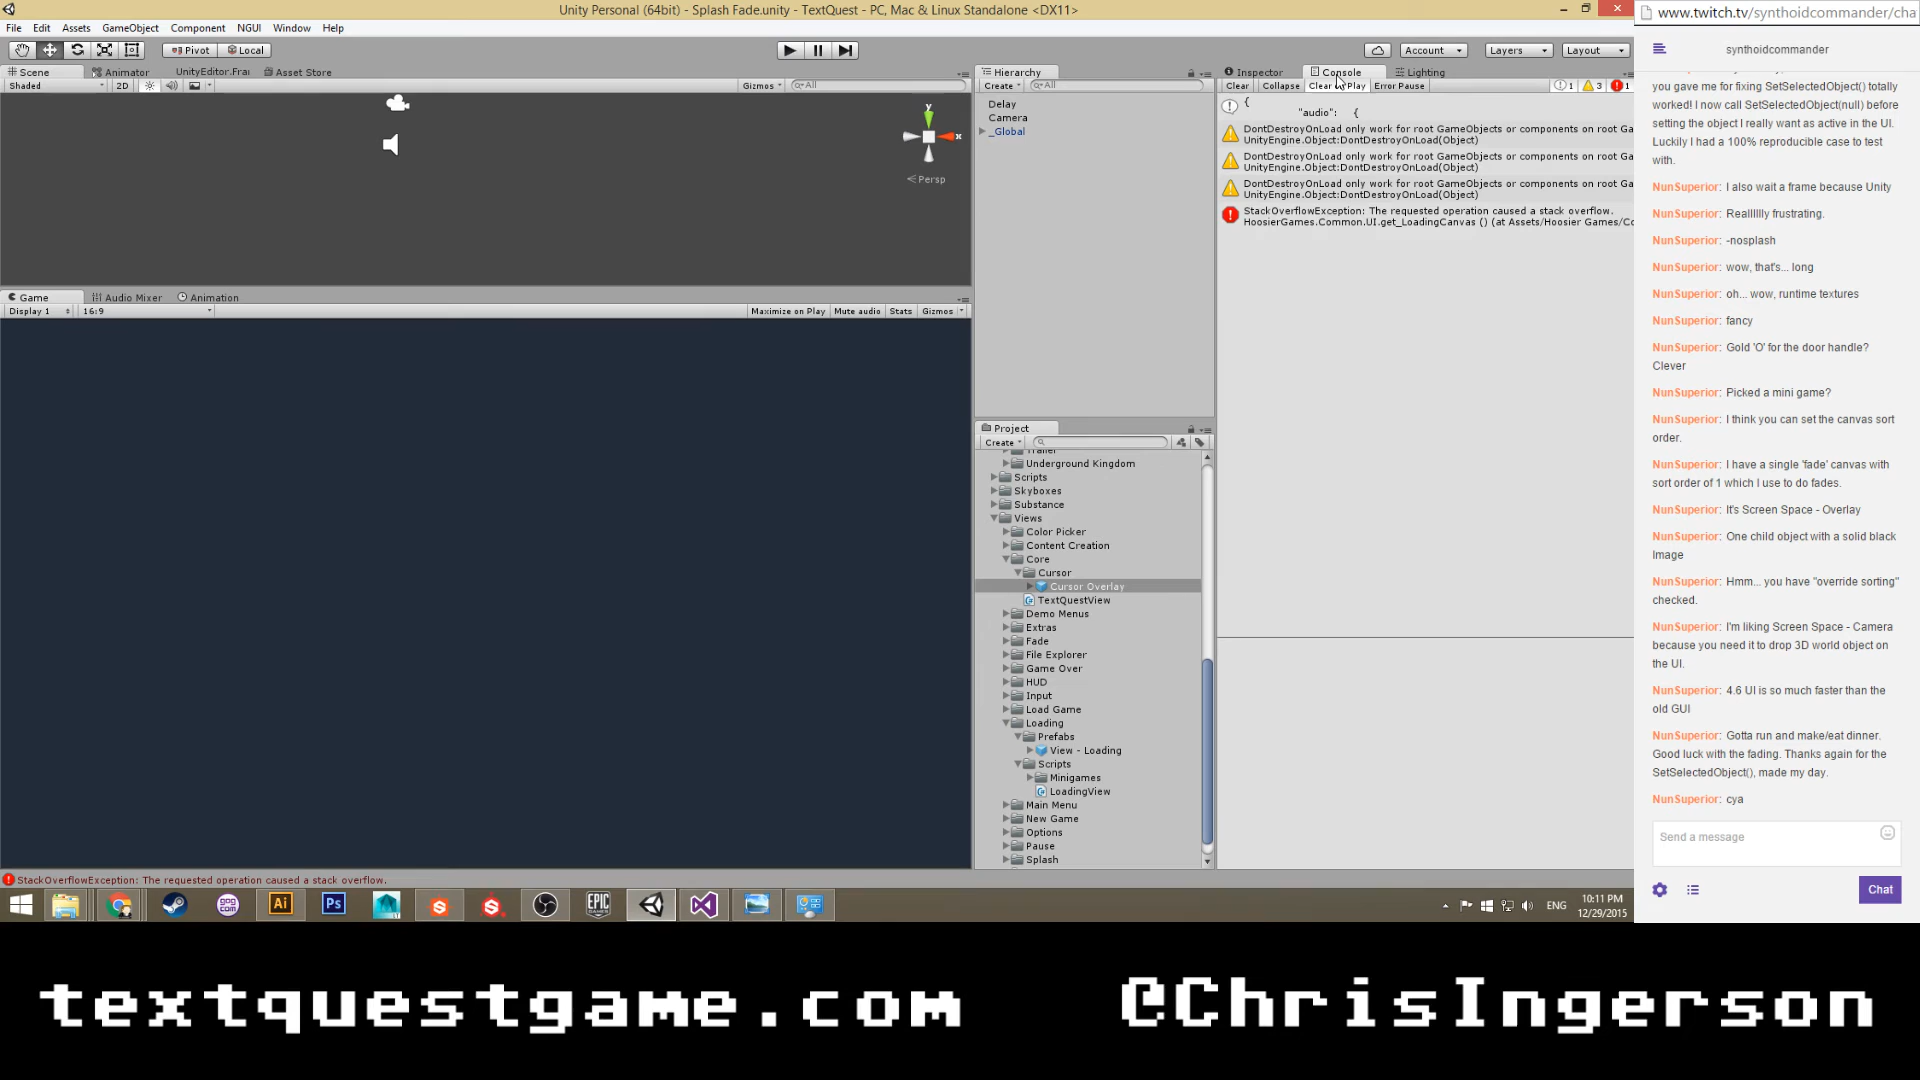 Unity Personal (64bit) - Splash Fade.unity - TextQuest - PC, Mac & Linux Standalone <DX11>
www.twitch.tv/synthoidcommander/cha
File Edit Assets GameObject Component NGUI Window Help
Pivot Local Account Layers Layout
Scene Animator UnityEditor.Fra Asset Store
Shaded 2D Gizmos All
y
x
Persp
Game Audio Mixer Animation
Display 1 16:9 Maximize on Play Mute audio Stats Gizmos
Hierarchy
Create All
Delay
Camera
_Global
Project
Create
Underground Kingdom
Scripts
Skyboxes
Substance
Views
Color Picker
Content Creation
Core
Cursor
Cursor Overlay
TextQuestView
Demo Menus
Extras
Fade
File Explorer
Game Over
HUD
Input
Load Game
Loading
Prefabs
View - Loading
Scripts
Minigames
LoadingView
Main Menu
New Game
Options
Pause
Splash
Inspector Console Lighting
Clear Collapse Clear on Play Error Pause 1 3 1
{
"audio": {
DontDestroyOnLoad only work for root GameObjects or components on root Ga
UnityEngine.Object:DontDestroyOnLoad(Object)
DontDestroyOnLoad only work for root GameObjects or components on root Ga
UnityEngine.Object:DontDestroyOnLoad(Object)
DontDestroyOnLoad only work for root GameObjects or components on root Ga
UnityEngine.Object:DontDestroyOnLoad(Object)
StackOverflowException: The requested operation caused a stack overflow.
HoosierGames.Common.UI.get_LoadingCanvas () (at Assets/Hoosier Games/Co
StackOverflowException: The requested operation caused a stack overflow.
Ai Ps
ENG 10:11 PM
12/29/2015
synthoidcommander
you gave me for fixing SetSelectedObject() totally
worked! I now call SetSelectedObject(null) before
setting the object I really want as active in the UI.
Luckily I had a 100% reproducible case to test
with.
NunSuperior: I also wait a frame because Unity
NunSuperior: Reallllllly frustrating.
NunSuperior: -nosplash
NunSuperior: wow, that's... long
NunSuperior: oh... wow, runtime textures
NunSuperior: fancy
NunSuperior: Gold 'O' for the door handle?
Clever
NunSuperior: Picked a mini game?
NunSuperior: I think you can set the canvas sort
order.
NunSuperior: I have a single 'fade' canvas with
sort order of 1 which I use to do fades.
NunSuperior: It's Screen Space - Overlay
NunSuperior: One child object with a solid black
Image
NunSuperior: Hmm... you have "override sorting"
checked.
NunSuperior: I'm liking Screen Space - Camera
because you need it to drop 3D world object on
the UI.
NunSuperior: 4.6 UI is so much faster than the
old GUI
NunSuperior: Gotta run and make/eat dinner.
Good luck with the fading. Thanks again for the
SetSelectedObject(), made my day.
NunSuperior: cya
Send a message
Chat
textquestgame.com @ChrisIngerson